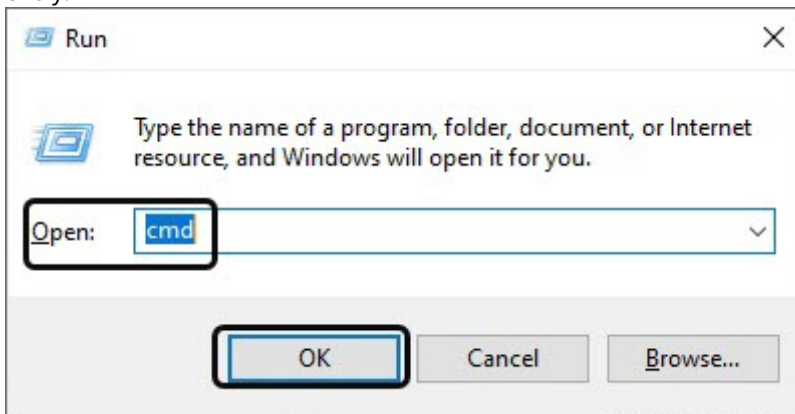 Run
Type the name of a program, folder, document, or Internet
resource, and Windows will open it for you.
Open: cmd
OK Cancel Browse...